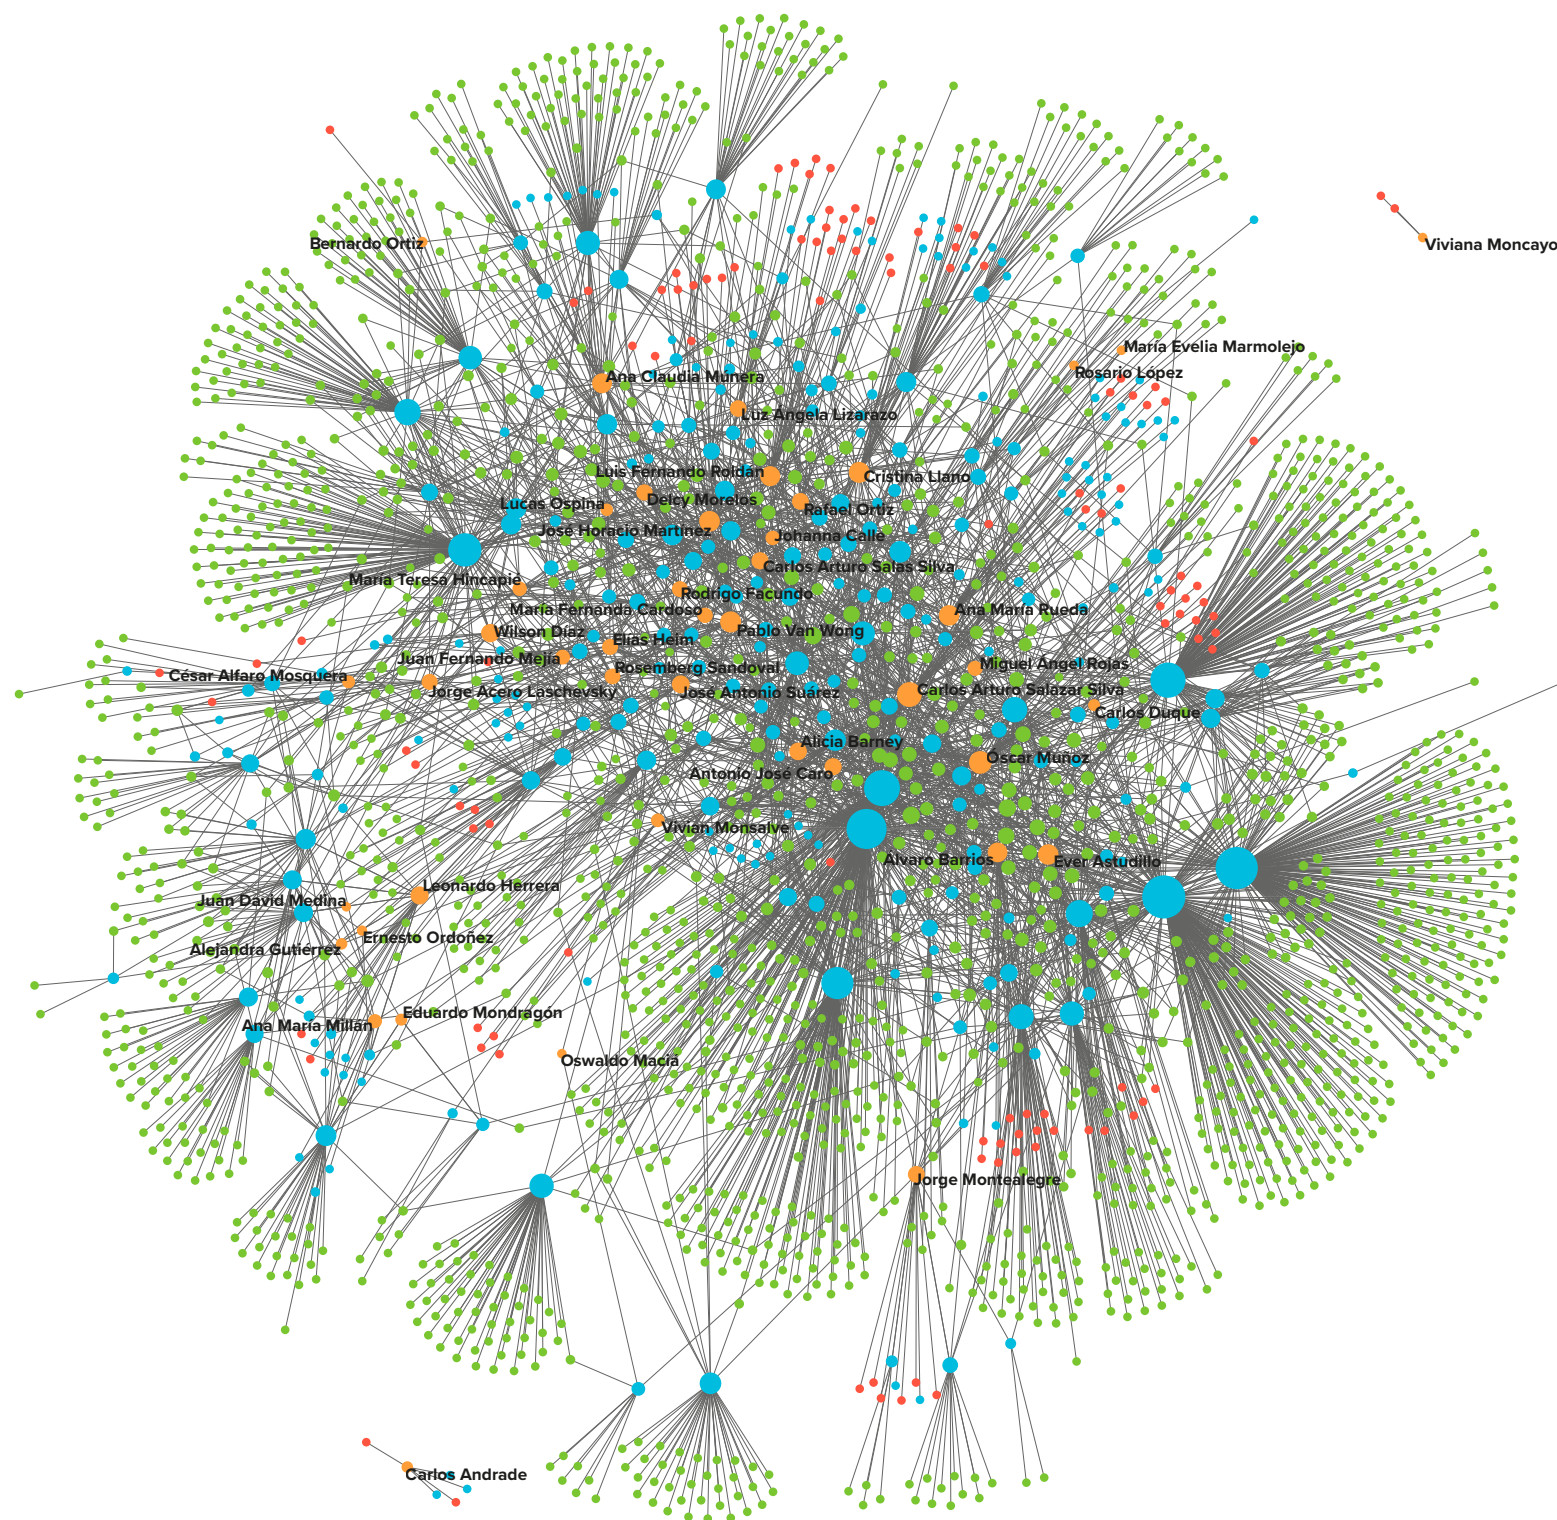 Bernardo Ortiz
Viviana Moncayo
María Evelia Marmolejo
Rosario López
Ana Claudia Múnera
Luz Ángela Lizarazo
Luis Fernando Roldán
Cristina Llano
Delcy Morelos
Lucas Ospina
Rafael Ortiz
José Horacio Martínez
Johanna Calle
Carlos Arturo Salas Silva
María Teresa Hincapié
Rodrigo Facundo
María Fernanda Cardoso
Ana María Rueda
Wilson Díaz
Pablo Van Wong
Elías Heim
Juan Fernando Mejía
Rosemberg Sandoval
Miguel Ángel Rojas
César Alfaro Mosquera
Jorge Acero Laschevsky
José Antonio Suárez
Carlos Arturo Salazar Silva
Carlos Duque
Alicia Barney
Óscar Muñoz
Antonio José Caro
Vivian Monsalve
Álvaro Barrios
Ever Astudillo
Leonardo Herrera
Juan David Medina
Ernesto Ordoñez
Alejandra Gutiérrez
Eduardo Mondragón
Ana María Millán
Oswaldo Maciá
Jorge Montealegre
Carlos Andrade